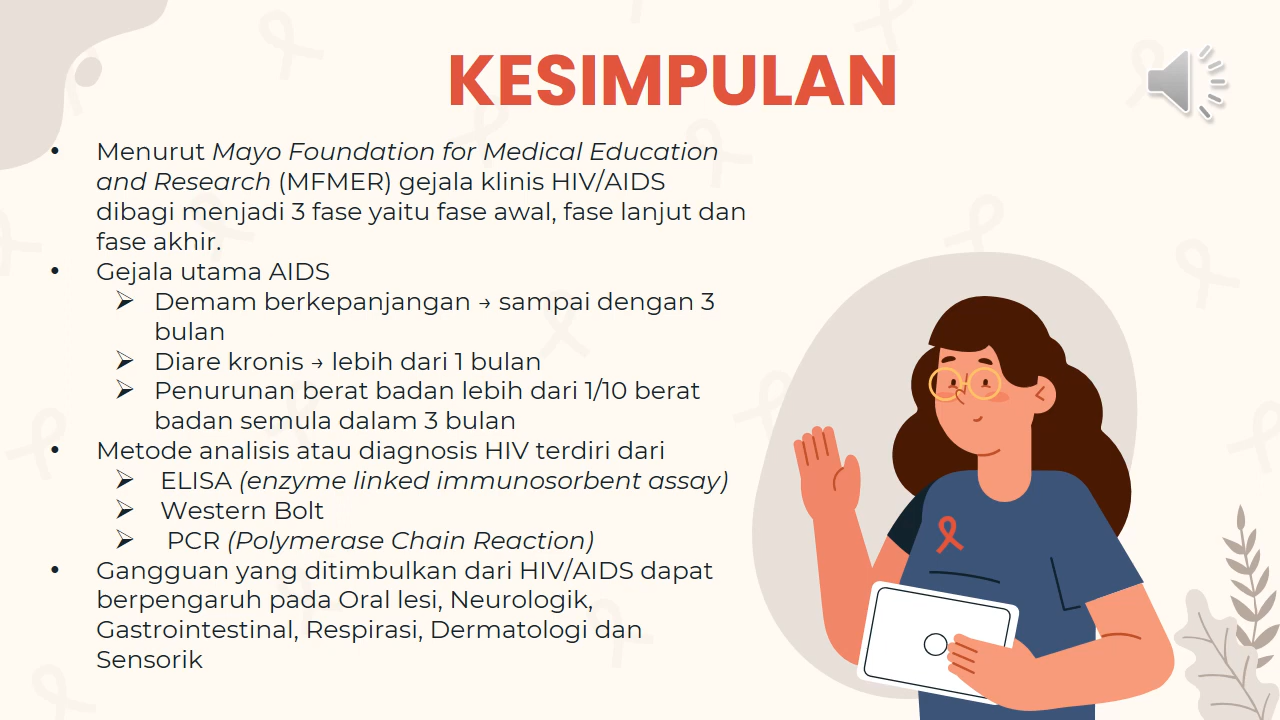 KESIMPULAN
• Menurut Mayo Foundation for Medical Education
and Research (MFMER) gejala klinis HIV/AIDS
dibagi menjadi 3 fase yaitu fase awal, fase lanjut dan
fase akhir.
• Gejala utama AIDS
➢ Demam berkepanjangan → sampai dengan 3
bulan
➢ Diare kronis → lebih dari 1 bulan
➢ Penurunan berat badan lebih dari 1/10 berat
badan semula dalam 3 bulan
• Metode analisis atau diagnosis HIV terdiri dari
➢ ELISA (enzyme linked immunosorbent assay)
➢ Western Bolt
➢ PCR (Polymerase Chain Reaction)
• Gangguan yang ditimbulkan dari HIV/AIDS dapat
berpengaruh pada Oral lesi, Neurologik,
Gastrointestinal, Respirasi, Dermatologi dan
Sensorik